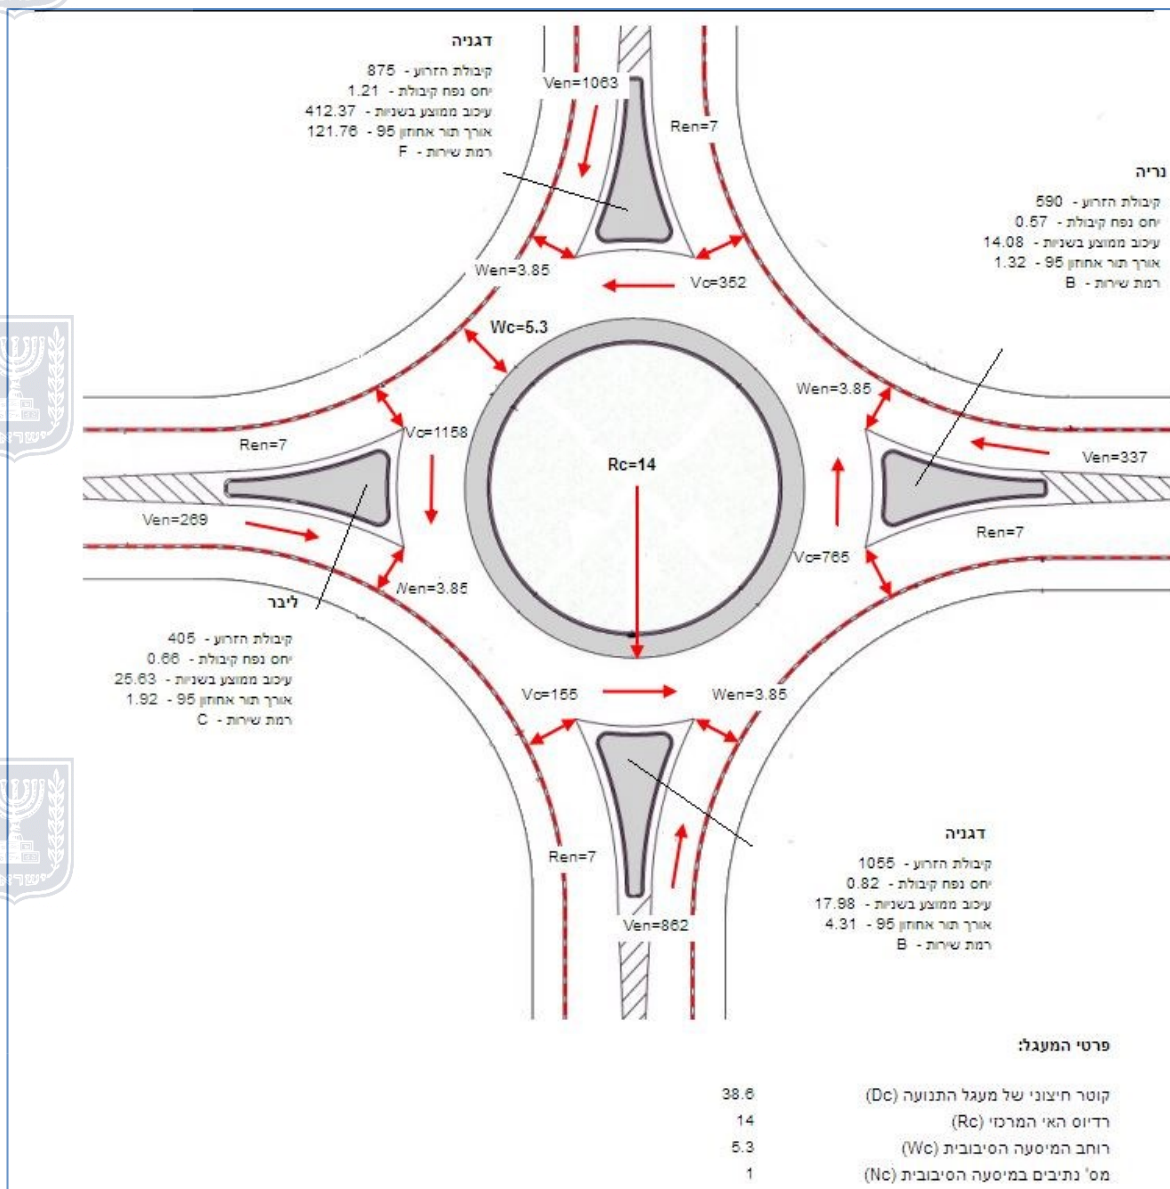 דגניה
קיבולת הזרוע - 875
יחס נפח קיבולת - 1.21
עיכוב ממוצע בשניות - 412.37
אורך תור אחוזון 95 - 121.76
רמת שירות - F
Ven=1063
Ren=7
נריה
קיבולת הזרוע - 590
יחס נפח קיבולת - 0.57
עיכוב ממוצע בשניות - 14.08
אורך תור אחוזון 95 - 1.32
רמת שירות - B
Wen=3.85
Vc=352
Wc=5.3
Wen=3.85
Ren=7
Vc=1158
Rc=14
Ven=337
Ven=269
Ren=7
Vc=765
Wen=3.85
ליבר
קיבולת הזרוע - 405
יחס נפח קיבולת - 0.66
עיכוב ממוצע בשניות - 25.63
אורך תור אחוזון 95 - 1.92
רמת שירות - C
Vc=155
Wen=3.85
Ren=7
Ven=862
דגניה
קיבולת הזרוע - 1055
יחס נפח קיבולת - 0.82
עיכוב ממוצע בשניות - 17.98
אורך תור אחוזון 95 - 4.31
רמת שירות - B
פרטי המעגל:
קוטר חיצוני של מעגל התנועה (Dc) 38.6
רדיוס האי המרכזי (Rc) 14
רוחב המיסעה הסיבובית (Wc) 5.3
מס' נתיבים במיסעה הסיבובית (Nc) 1